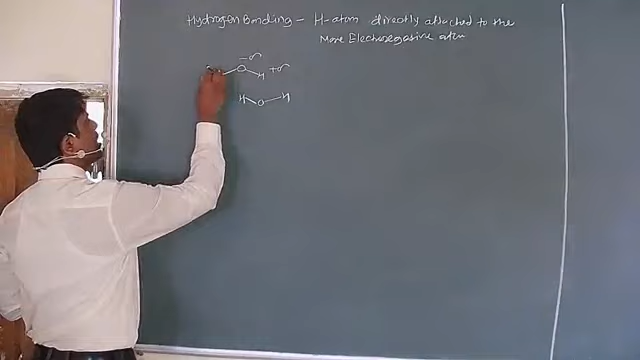 Hydrogen Bonding - H-atom directly attached to the
More Electronegative atom
-δ
O
H +δ
H O H